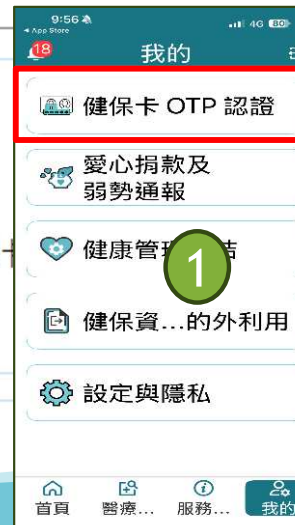 9:56
4G 80
App Store
18
我的
健保卡 OTP 認證
愛心捐款及
弱勢通報
健康管
1
健保資...的外利用
設定與隱私
首頁
醫療...
服務...
我的